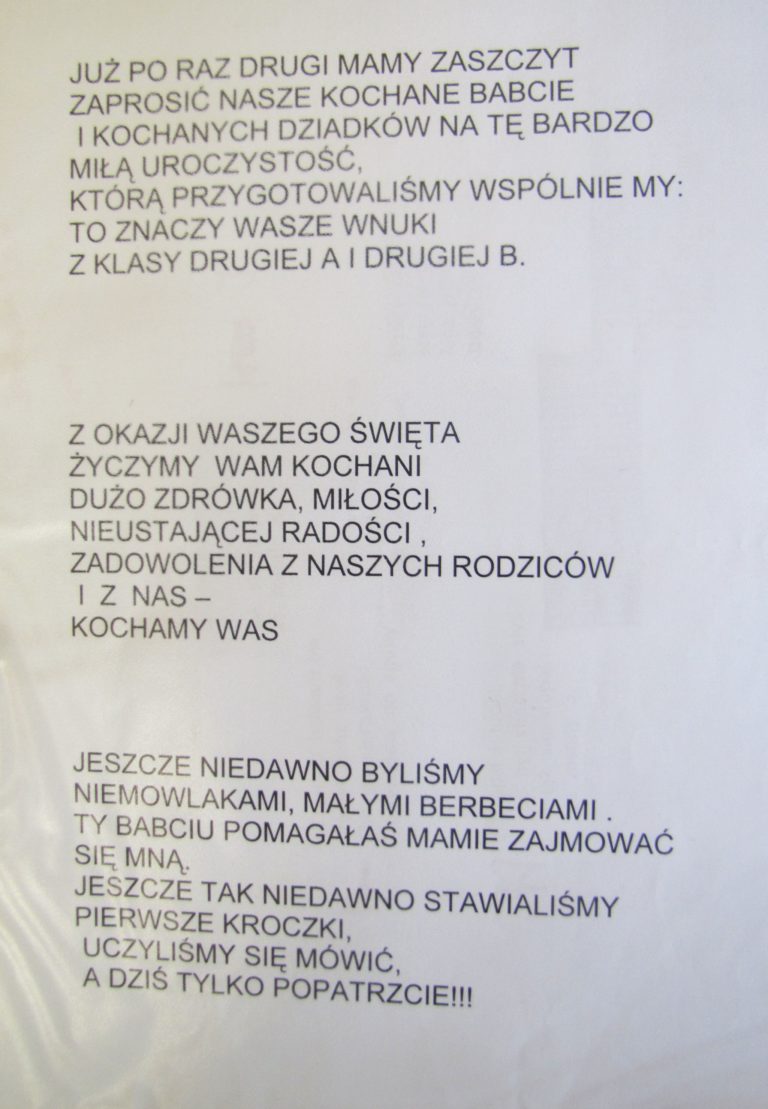 JUŻ PO RAZ DRUGI MAMY ZASZCZYT
ZAPROSIĆ NASZE KOCHANE BABCIE
I KOCHANYCH DZIADKÓW NA TĘ BARDZO
MIŁĄ UROCZYSTOŚĆ,
KTÓRĄ PRZYGOTOWALIŚMY WSPÓLNIE MY:
TO ZNACZY WASZE WNUKI
Z KLASY DRUGIEJ A I DRUGIEJ B.
Z OKAZJI WASZEGO ŚWIĘTA
ŻYCZYMY WAM KOCHANI
DUŻO ZDRÓWKA, MIŁOŚCI,
NIEUSTAJĄCEJ RADOŚCI ,
ZADOWOLENIA Z NASZYCH RODZICÓW
I Z NAS –
KOCHAMY WAS
JESZCZE NIEDAWNO BYLIŚMY
NIEMOWLAKAMI, MAŁYMI BERBECIAMI .
TY BABCIU POMAGAŁAŚ MAMIE ZAJMOWAĆ
SIĘ MNĄ.
JESZCZE TAK NIEDAWNO STAWIALIŚMY
PIERWSZE KROCZKI,
UCZYLIŚMY SIĘ MÓWIĆ,
A DZIŚ TYLKO POPATRZCIE!!!